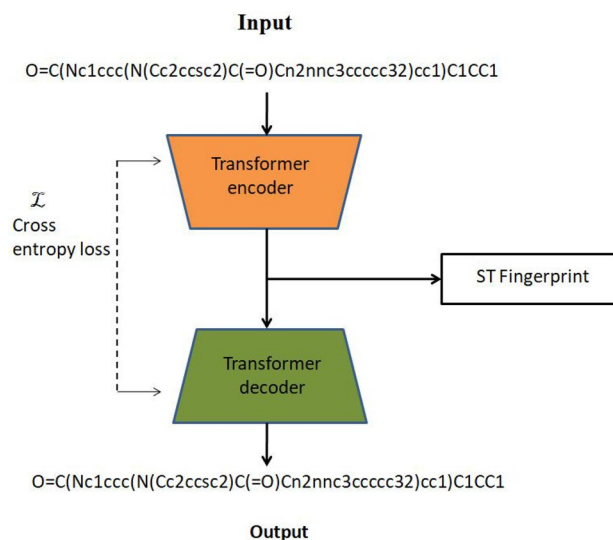 Input
O=C(Nc1ccc(N(Cc2ccsc2)C(=O)Cn2nnc3ccccc32)cc1)C1CC1
Transformer
encoder
ℒ
Cross
entropy loss
ST Fingerprint
Transformer
decoder
O=C(Nc1ccc(N(Cc2ccsc2)C(=O)Cn2nnc3ccccc32)cc1)C1CC1
Output